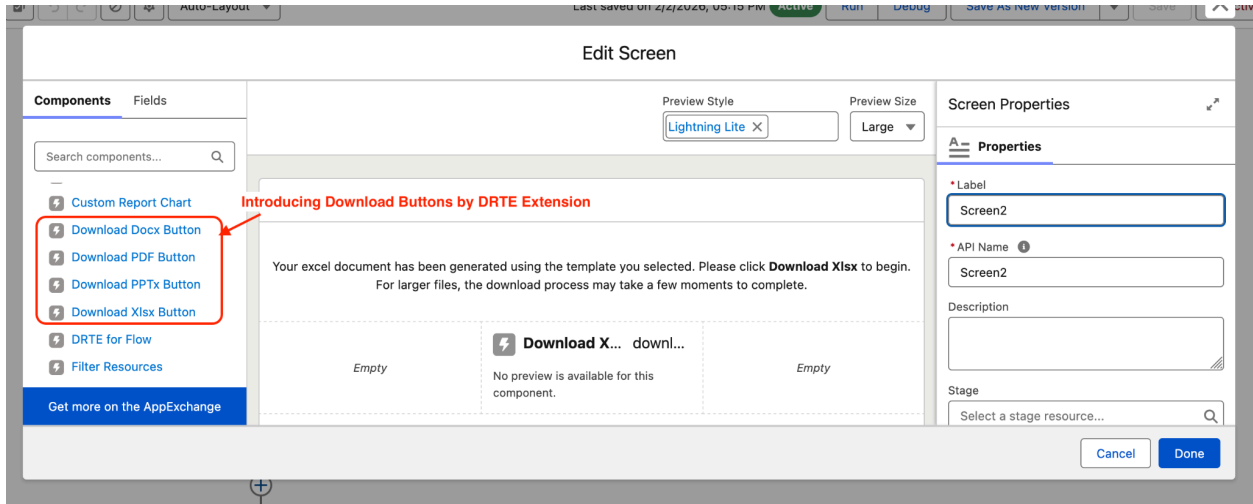 Auto-Layout
Last saved on 2/2/2026, 05:15 PM Active Run Debug Save As New Version Save
Edit Screen
Components Fields
Search components...
Custom Report Chart
Download Docx Button
Download PDF Button
Download PPTx Button
Download Xlsx Button
DRTE for Flow
Filter Resources
Get more on the AppExchange
Preview Style
Lightning Lite
Preview Size
Large
Introducing Download Buttons by DRTE Extension
Your excel document has been generated using the template you selected. Please click Download Xlsx to begin.
For larger files, the download process may take a few moments to complete.
Empty
Download X... downl...
No preview is available for this
component.
Empty
Screen Properties
Properties
* Label
Screen2
* API Name
Screen2
Description
Stage
Select a stage resource...
Cancel Done